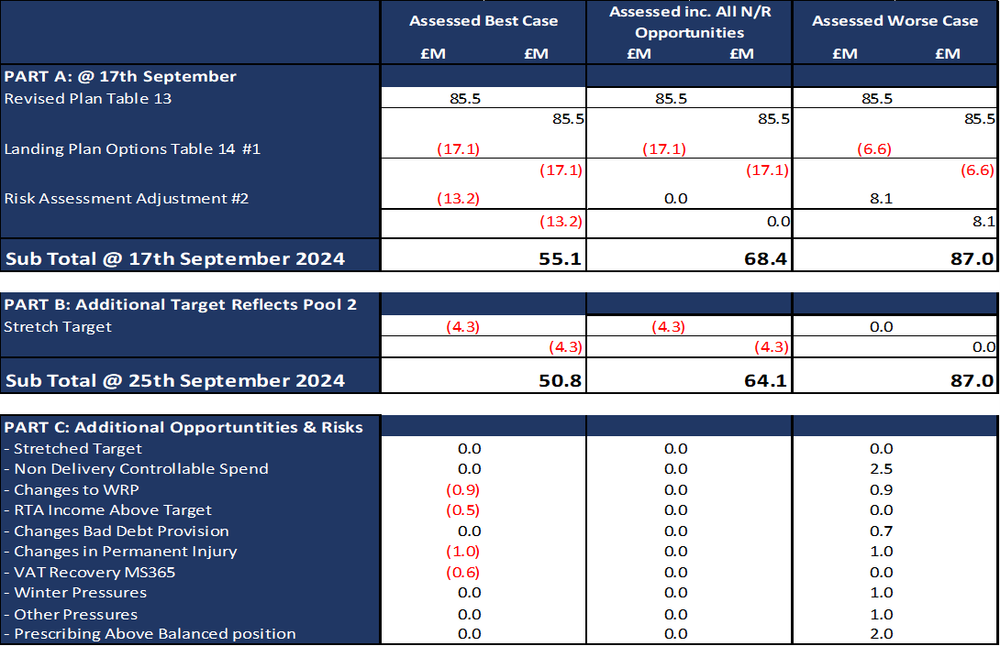 Assessed Best Case Assessed inc. All N/R Opportunities Assessed Worse Case
£M £M £M £M £M £M
PART A: @ 17th September
Revised Plan Table 13 85.5 85.5 85.5
85.5 85.5 85.5
Landing Plan Options Table 14 #1 (17.1) (17.1) (6.6)
(17.1) (17.1) (6.6)
Risk Assessment Adjustment #2 (13.2) 0.0 8.1
(13.2) 0.0 8.1
Sub Total @ 17th September 2024 55.1 68.4 87.0
PART B: Additional Target Reflects Pool 2
Stretch Target (4.3) (4.3) 0.0
(4.3) (4.3) 0.0
Sub Total @ 25th September 2024 50.8 64.1 87.0
PART C: Additional Opportuntities & Risks
- Stretched Target 0.0 0.0 0.0
- Non Delivery Controllable Spend 0.0 0.0 2.5
- Changes to WRP (0.9) 0.0 0.9
- RTA Income Above Target (0.5) 0.0 0.0
- Changes Bad Debt Provision 0.0 0.0 0.7
- Changes in Permanent Injury (1.0) 0.0 1.0
- VAT Recovery MS365 (0.6) 0.0 0.0
- Winter Pressures 0.0 0.0 1.0
- Other Pressures 0.0 0.0 1.0
- Prescribing Above Balanced position 0.0 0.0 2.0